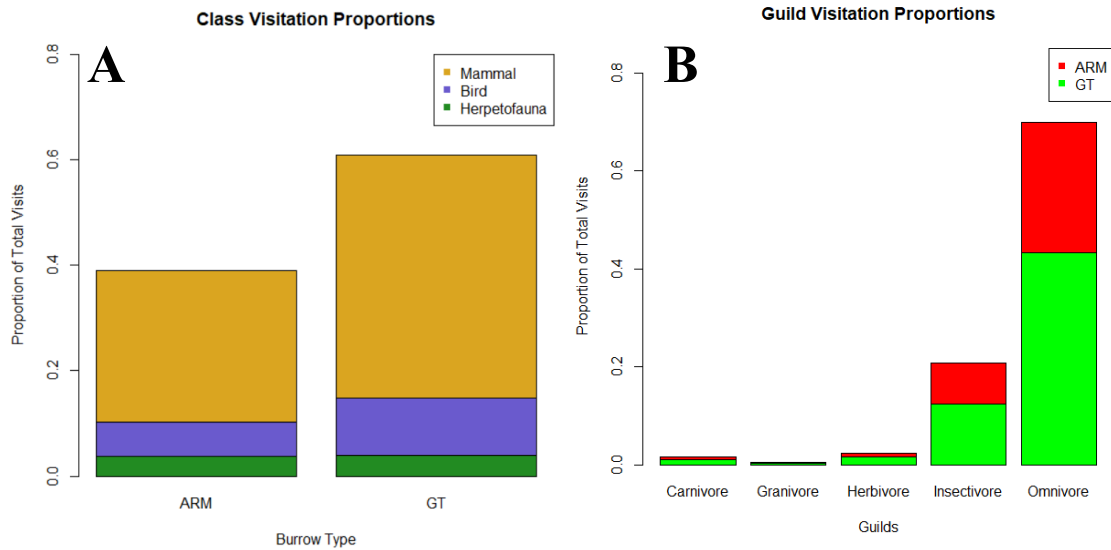 Class Visitation Proportions
A
Mammal
Bird
Herpetofauna
Proportion of Total Visits
0.8
0.6
0.4
0.2
0.0
ARM
GT
Burrow Type
Guild Visitation Proportions
B
ARM
GT
Proportion of Total Visits
0.8
0.6
0.4
0.2
0.0
Carnivore
Granivore
Herbivore
Insectivore
Omnivore
Guilds